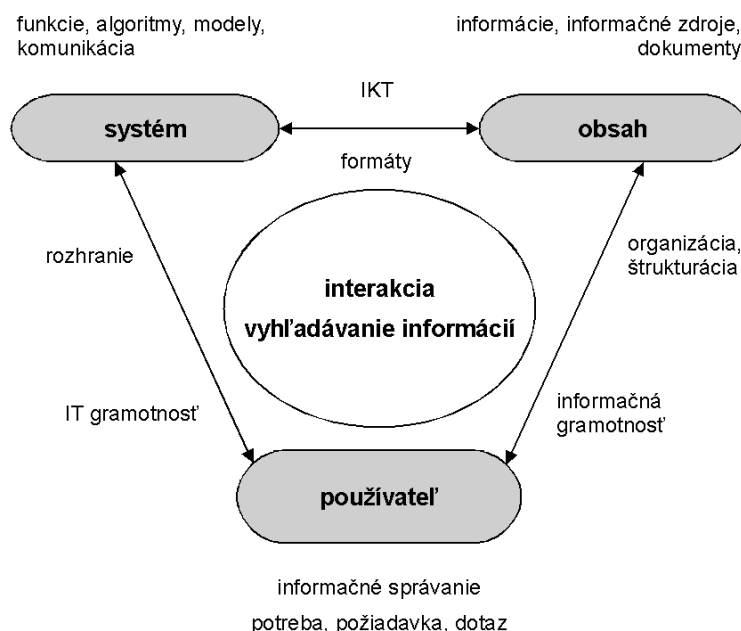 funkcie, algoritmy, modely,
komunikácia
informácie, informačné zdroje,
dokumenty
IKT
systém
obsah
formáty
rozhranie
organizácia,
štrukturácia
interakcia
vyhľadávanie informácií
IT gramotnosť
informačná
gramotnosť
používateľ
informačné správanie
potreba, požiadavka, dotaz